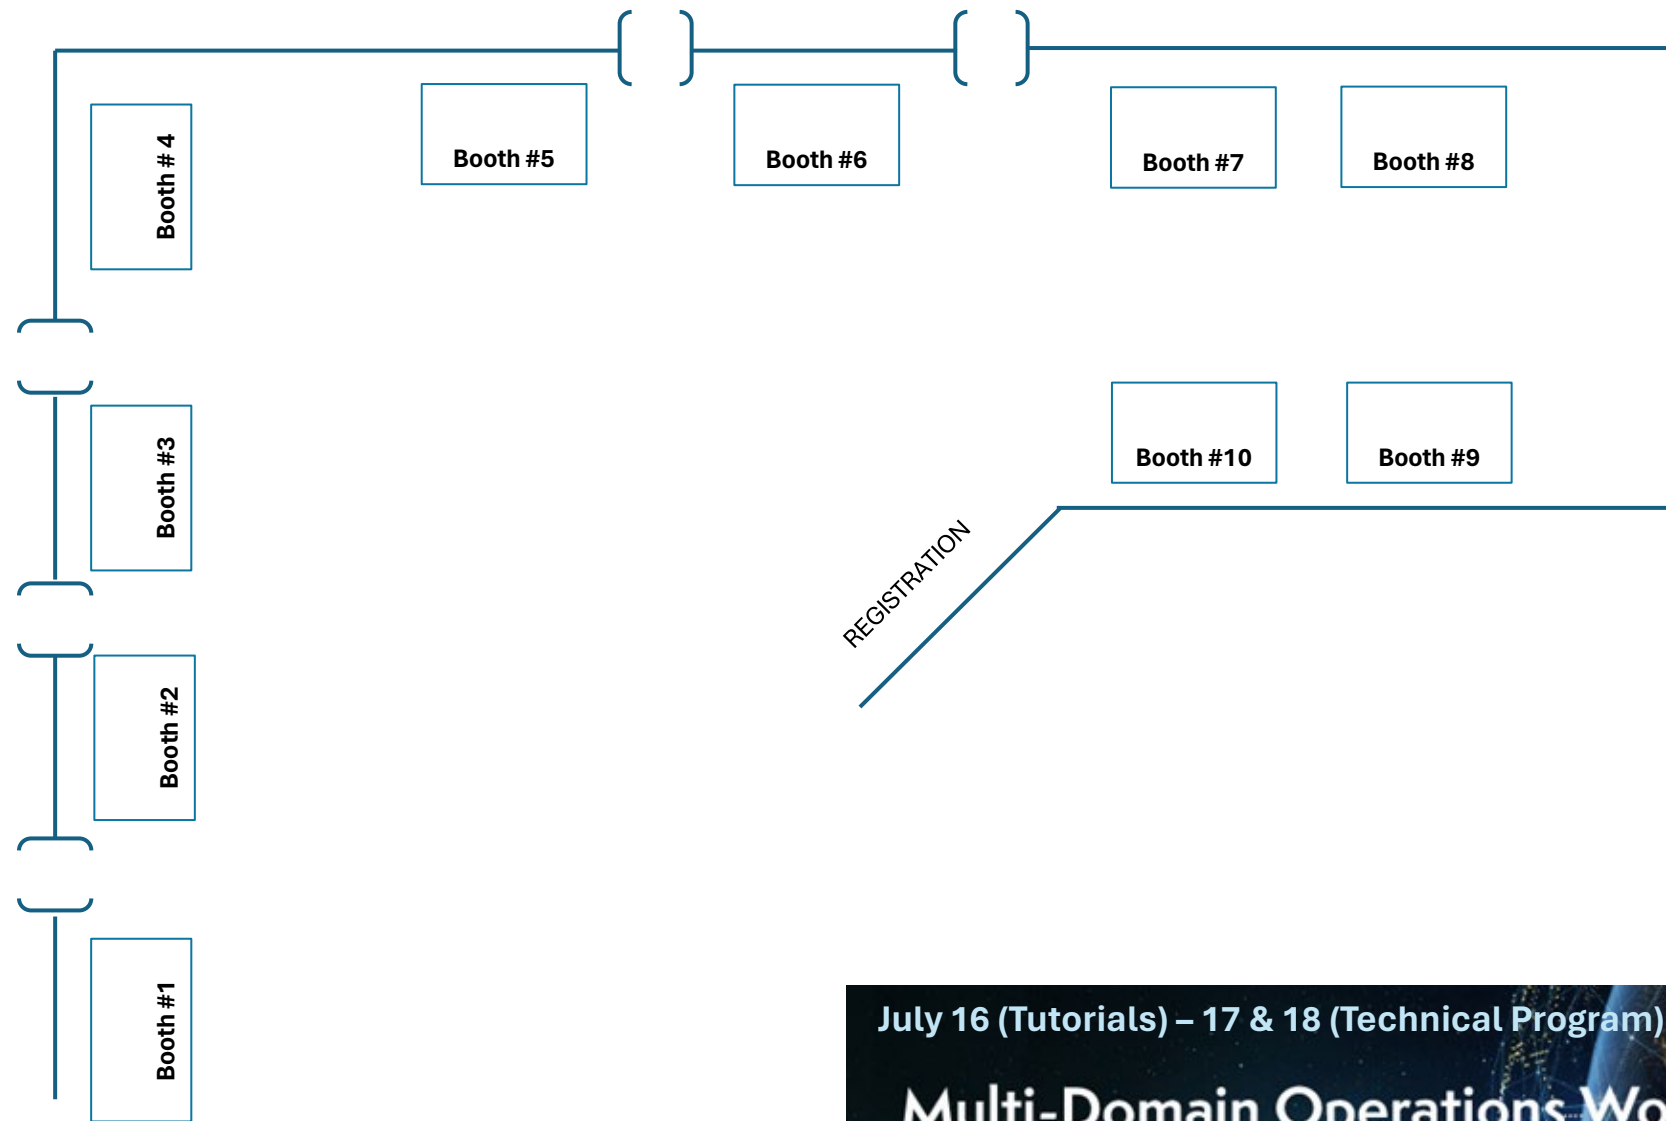 Booth # 4
Booth #5
Booth #6
Booth #7
Booth #8
Booth #3
Booth #10
Booth #9
REGISTRATION
Booth #2
Booth #1
July 16 (Tutorials) – 17 & 18 (Technical Program)
Multi-Domain Operations